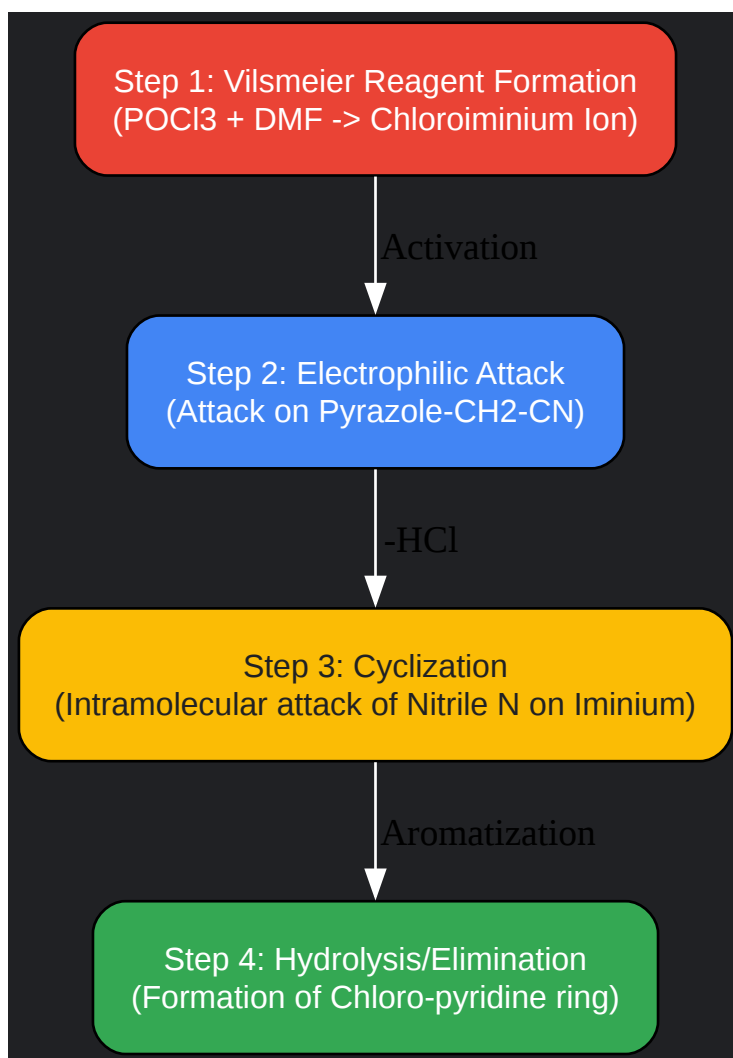 Step 1: Vilsmeier Reagent Formation
(POCl3 + DMF -> Chloroiminium Ion)
Activation
Step 2: Electrophilic Attack
(Attack on Pyrazole-CH2-CN)
-HCl
Step 3: Cyclization
(Intramolecular attack of Nitrile N on Iminium)
Aromatization
Step 4: Hydrolysis/Elimination
(Formation of Chloro-pyridine ring)